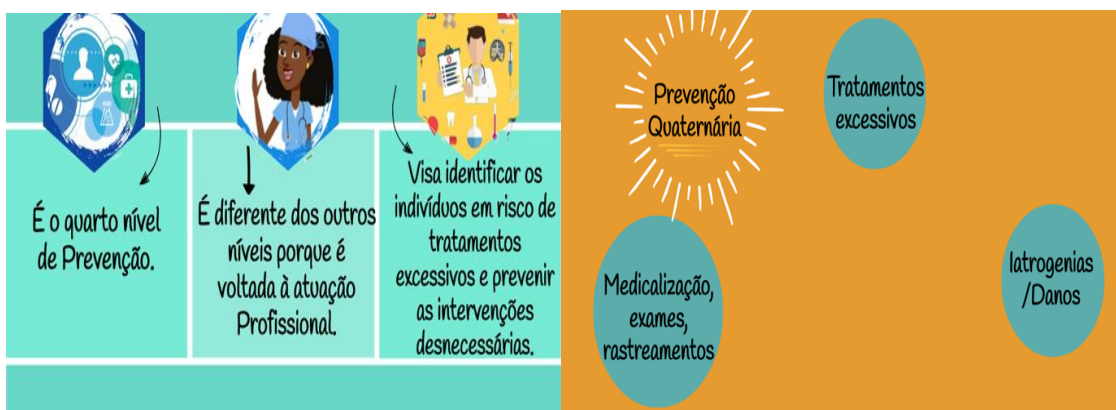 É o quarto nível
de Prevenção.
É diferente dos outros
níveis porque é
voltada à atuação
Profissional.
Visa identificar os
indivíduos em risco de
tratamentos
excessivos e prevenir
as intervenções
desnecessárias.
Prevenção
Quaternária
Tratamentos
excessivos
Medicalização,
exames,
rastreamentos
Iatrogenias
/Danos